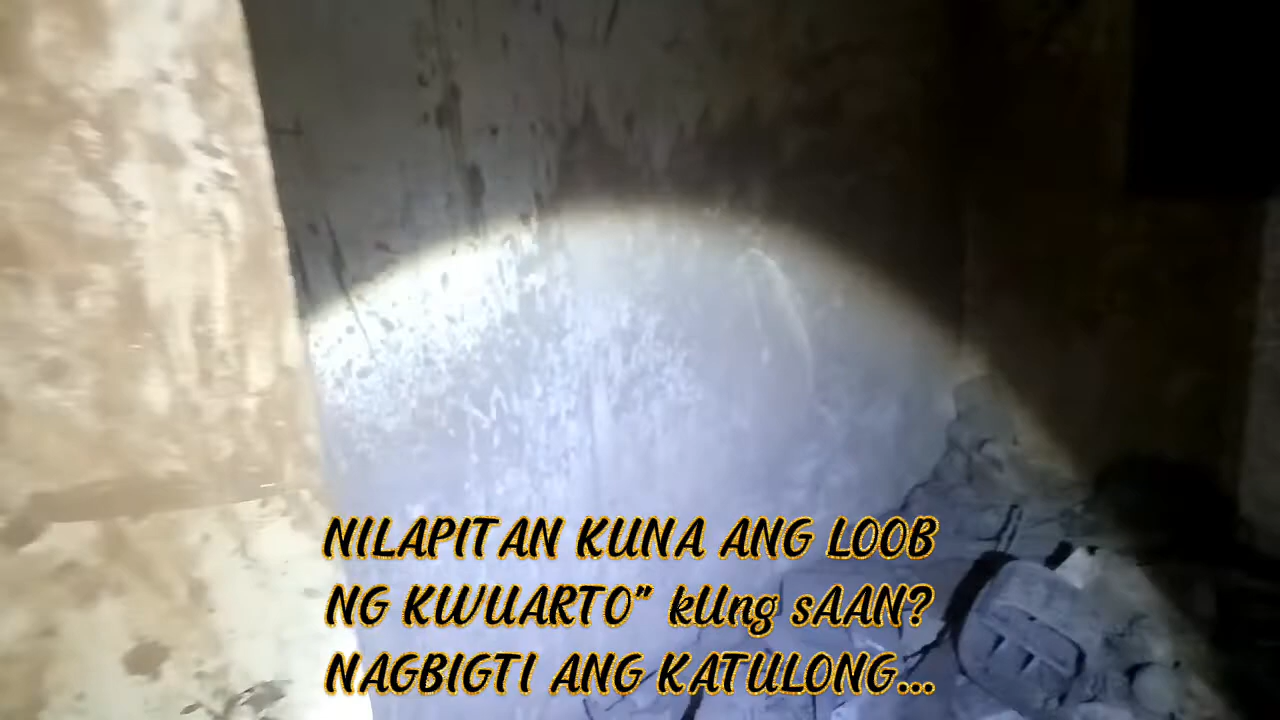 NILAPITAN KUNA ANG LOOB
NG KWUARTO" kUng sAAN?
NAGBIGTI ANG KATULONG...